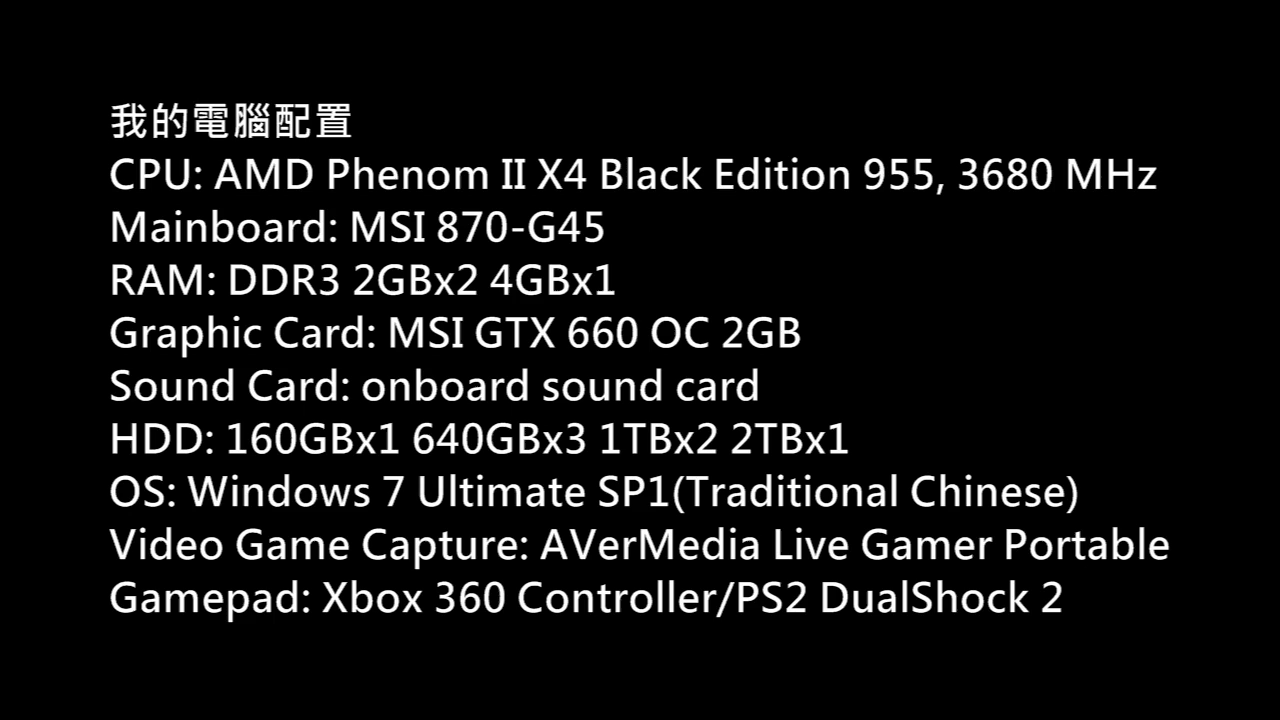 我的電腦配置
CPU: AMD Phenom II X4 Black Edition 955, 3680 MHz
Mainboard: MSI 870-G45
RAM: DDR3 2GBx2 4GBx1
Graphic Card: MSI GTX 660 OC 2GB
Sound Card: onboard sound card
HDD: 160GBx1 640GBx3 1TBx2 2TBx1
OS: Windows 7 Ultimate SP1(Traditional Chinese)
Video Game Capture: AVerMedia Live Gamer Portable
Gamepad: Xbox 360 Controller/PS2 DualShock 2